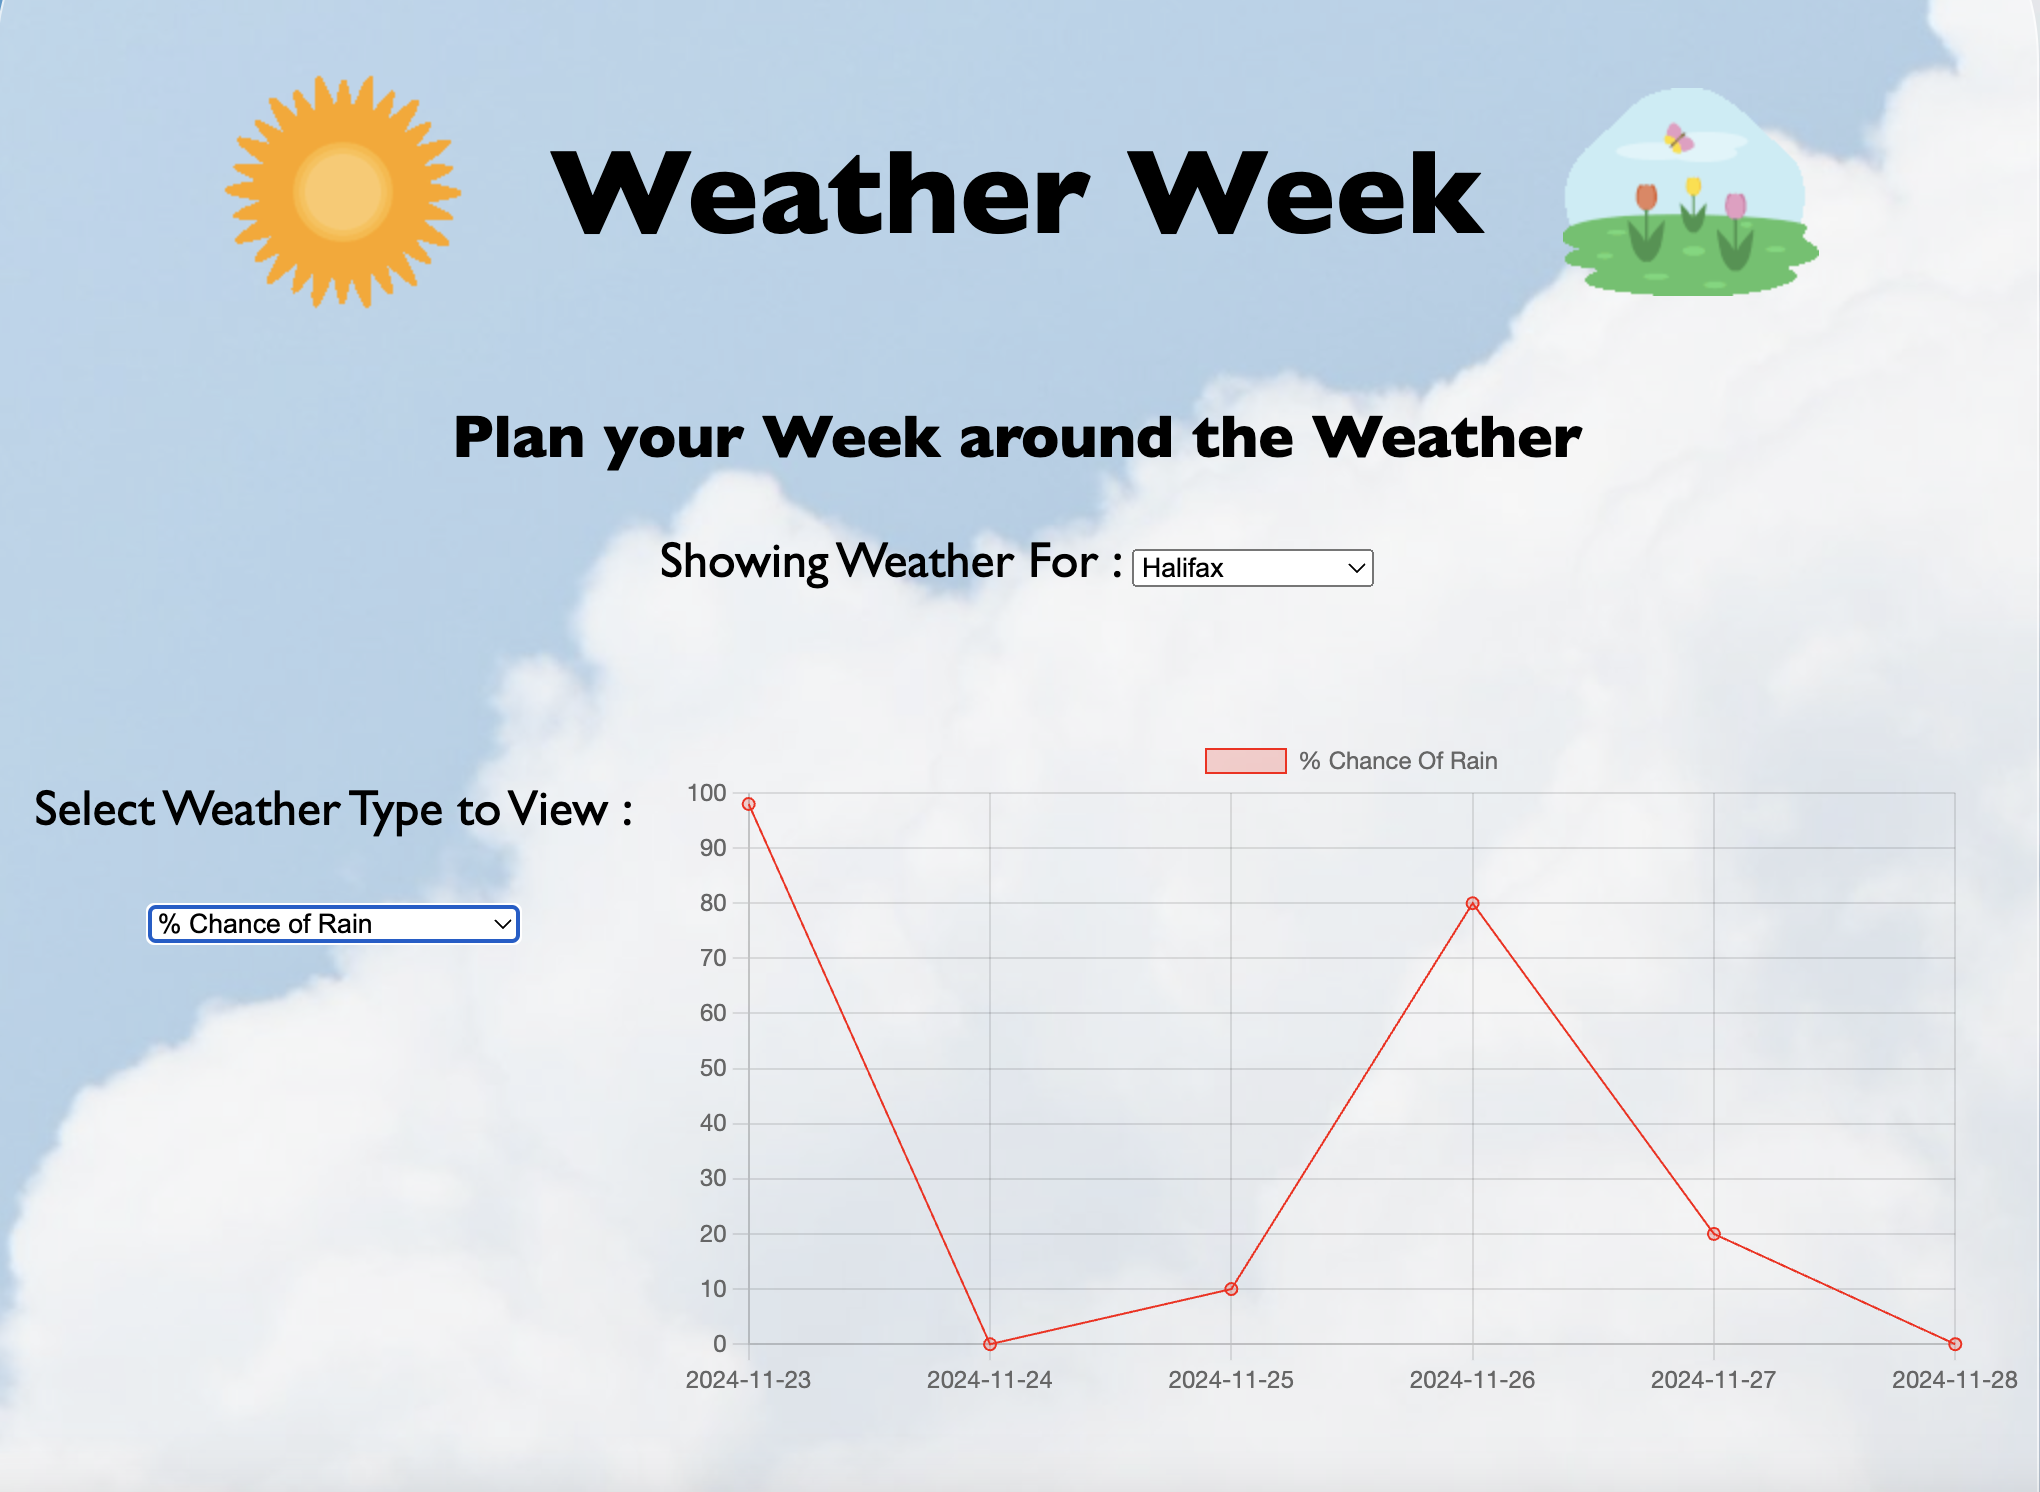 Weather Week
Plan your Week around the Weather
Showing Weather For : Halifax
Select Weather Type to View :
% Chance of Rain
% Chance Of Rain
100
90
80
70
60
50
40
30
20
10
0
2024-11-23 2024-11-24 2024-11-25 2024-11-26 2024-11-27 2024-11-28